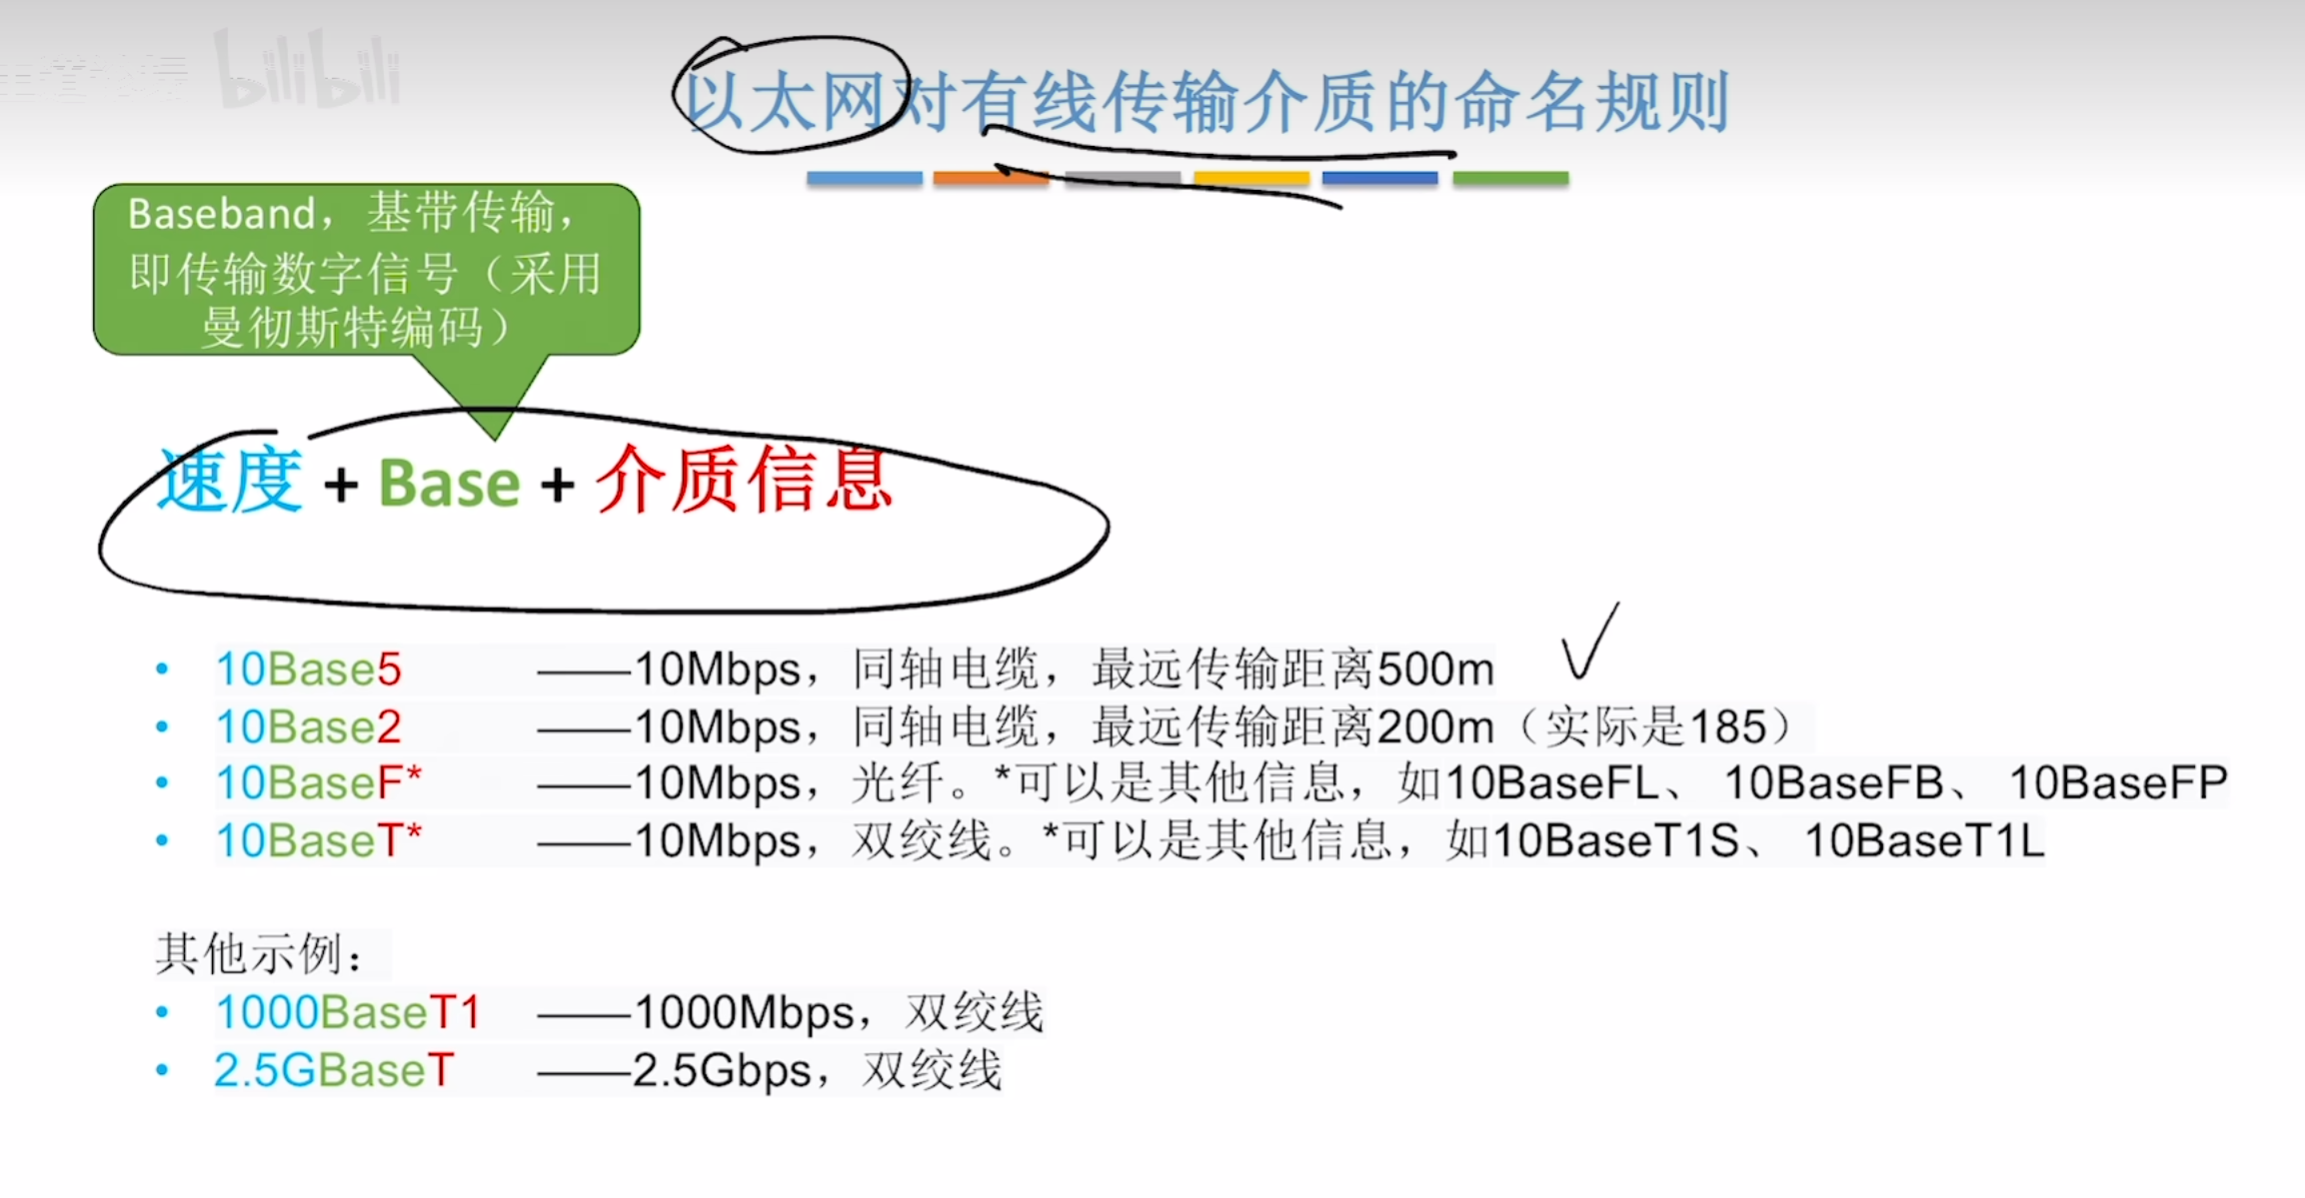 bilibili
以太网对有线传输介质的命名规则
Baseband，基带传输，
即传输数字信号（采用
曼彻斯特编码）
速度 + Base + 介质信息
• 10Base5 ——10Mbps，同轴电缆，最远传输距离500m
• 10Base2 ——10Mbps，同轴电缆，最远传输距离200m（实际是185）
• 10BaseF* ——10Mbps，光纤。*可以是其他信息，如10BaseFL、 10BaseFB、 10BaseFP
• 10BaseT* ——10Mbps，双绞线。*可以是其他信息，如10BaseT1S、 10BaseT1L
其他示例：
• 1000BaseT1 ——1000Mbps，双绞线
• 2.5GBaseT ——2.5Gbps，双绞线